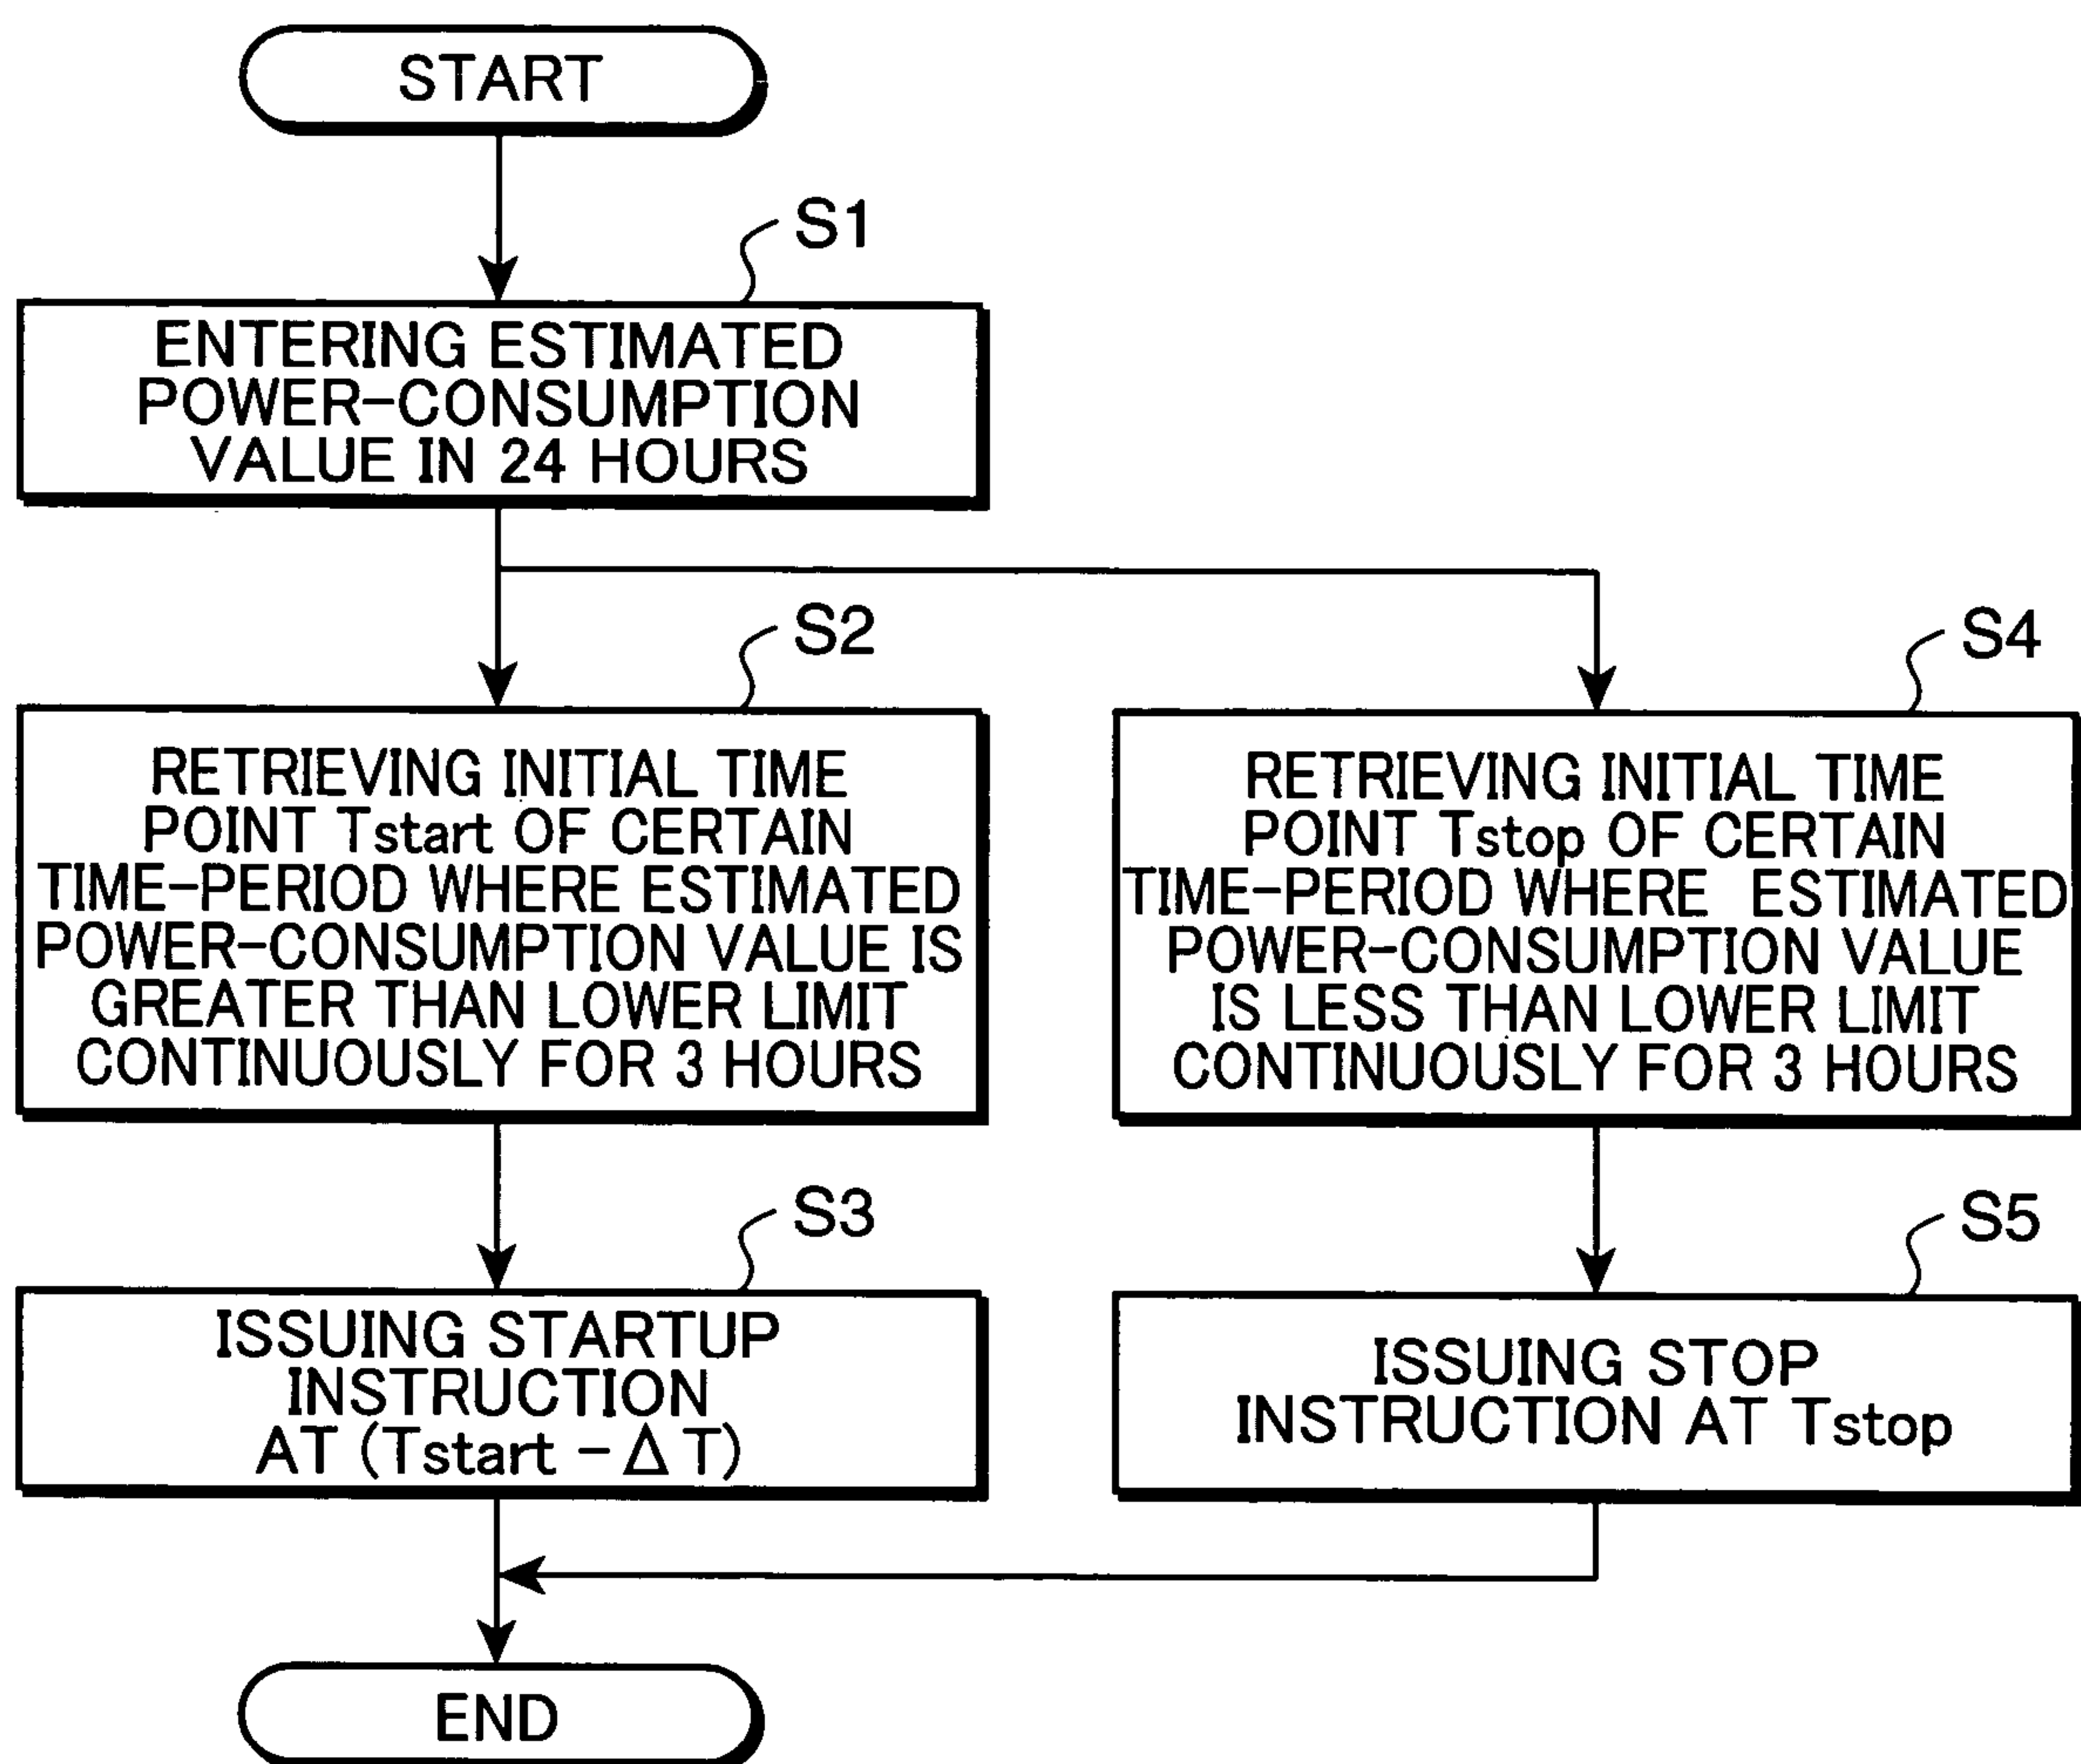 START
S1
ENTERING ESTIMATED
POWER-CONSUMPTION
VALUE IN 24 HOURS
S2
RETRIEVING INITIAL TIME
POINT Tstart OF CERTAIN
TIME-PERIOD WHERE ESTIMATED
POWER-CONSUMPTION VALUE IS
GREATER THAN LOWER LIMIT
CONTINUOUSLY FOR 3 HOURS
S4
RETRIEVING INITIAL TIME
POINT Tstop OF CERTAIN
TIME-PERIOD WHERE ESTIMATED
POWER-CONSUMPTION VALUE
IS LESS THAN LOWER LIMIT
CONTINUOUSLY FOR 3 HOURS
S3
ISSUING STARTUP
INSTRUCTION
AT (Tstart - Δ T)
S5
ISSUING STOP
INSTRUCTION AT Tstop
END